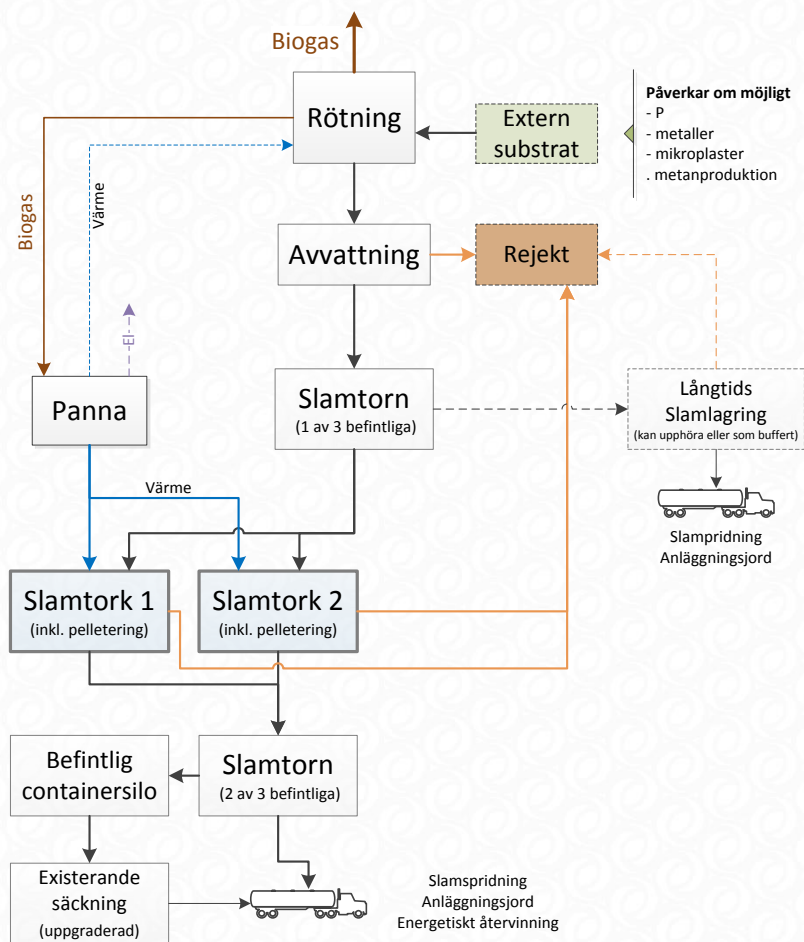 Biogas
Rötning
Extern
substrat
Påverkar om möjligt
- P
- metaller
- mikroplaster
. metanproduktion
Värme
Biogas
Avvattning
Rejekt
-El-
Panna
Slamtorn
(1 av 3 befintliga)
Långtids
Slamlagring
(kan upphöra eller som buffert)
Värme
Slampridning
Anläggningsjord
Slamtork 1
(inkl. pelletering)
Slamtork 2
(inkl. pelletering)
Befintlig
containersilo
Slamtorn
(2 av 3 befintliga)
Existerande
säckning
(uppgraderad)
Slamspridning
Anläggningsjord
Energetiskt återvinning